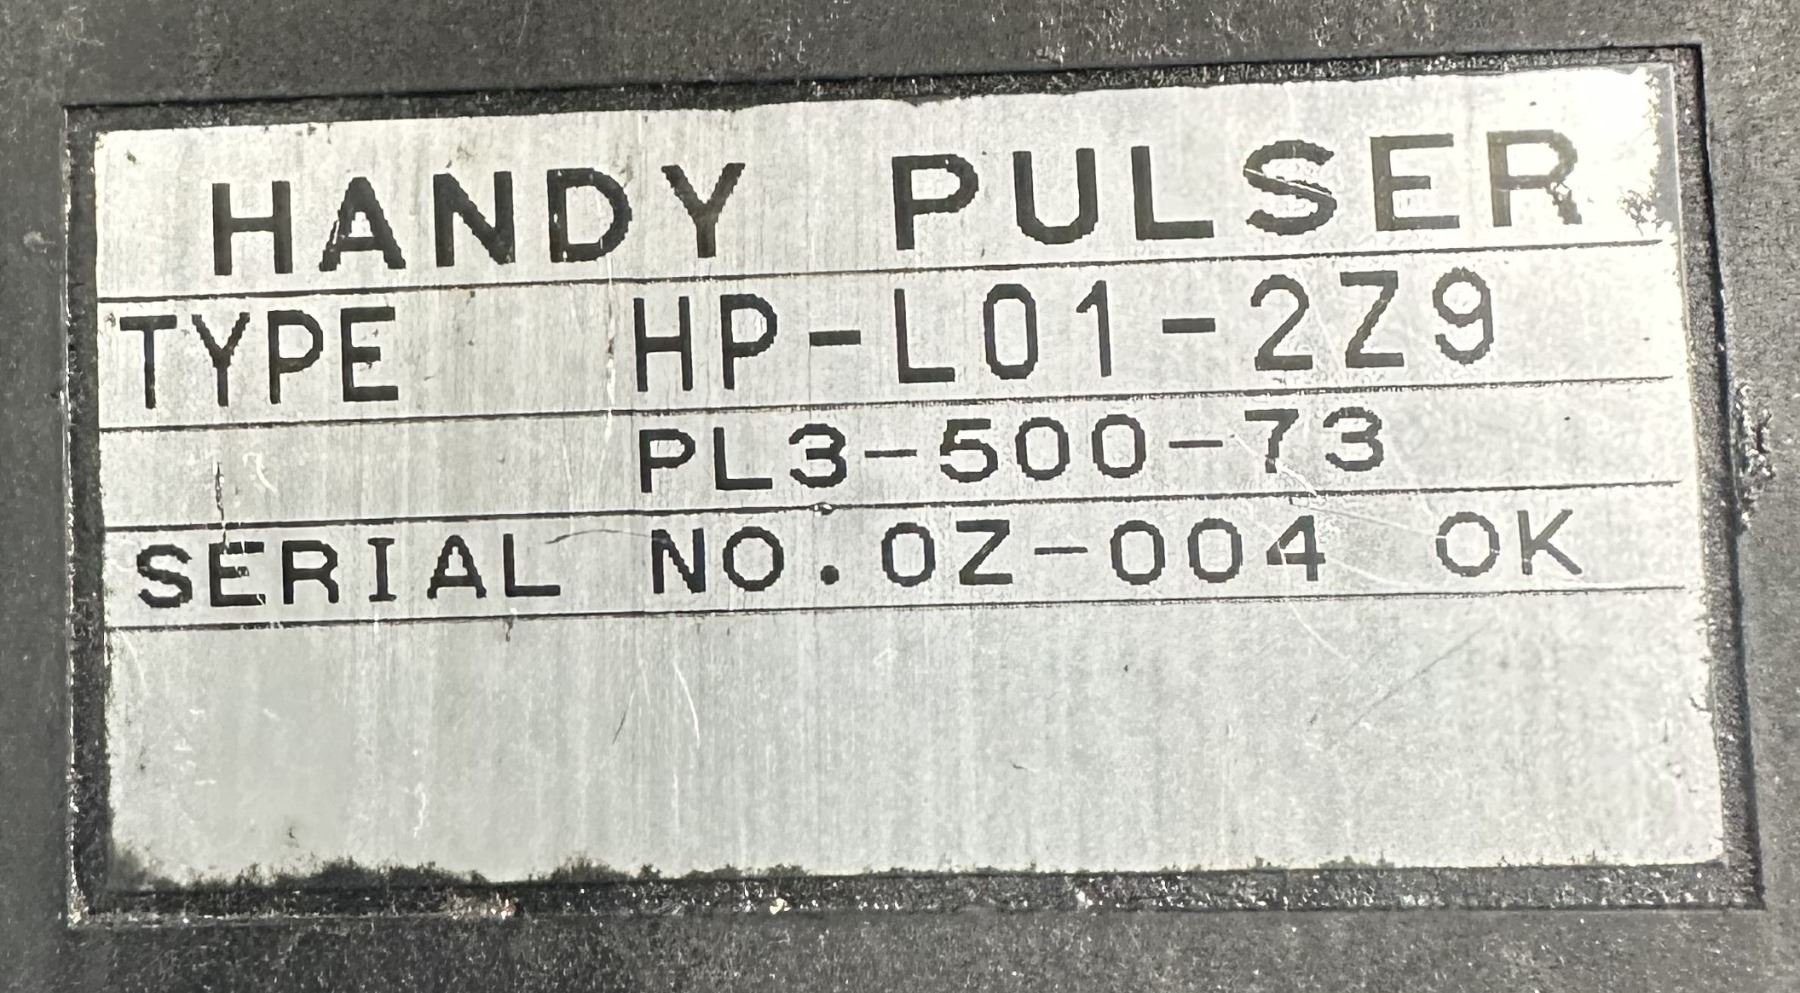 HANDY PULSER
TYPE HP-L01-2Z9
PL3-500-73
SERIAL NO.0Z-004 OK